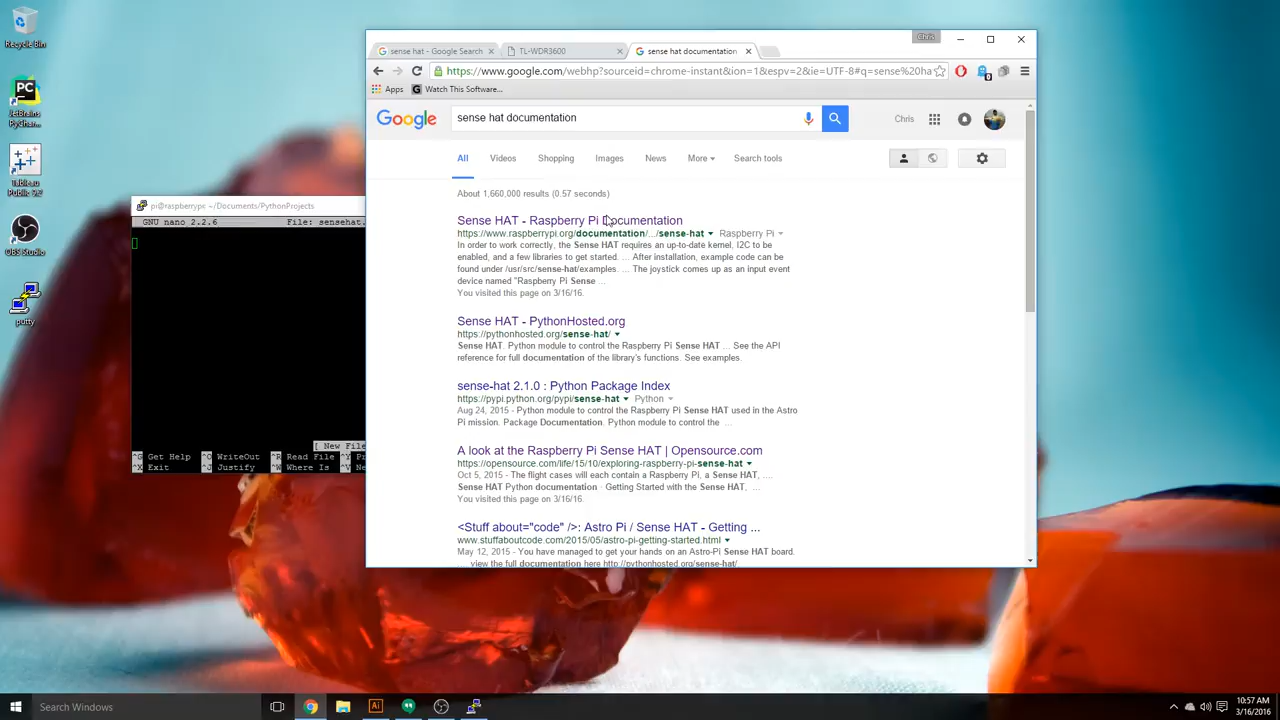 Recycle Bin
JetBrains
PyChar...
Tableau
Public 9....
OBS Studio
putty
pi@raspberrypi: ~/Documents/PythonProjects
GNU nano 2.2.6 File: sensehat.
[ New File
^G Get Help ^O WriteOut ^R Read File ^Y Pr
^X Exit ^J Justify ^W Where Is ^V Ne
Chris
sense hat - Google Search
TL-WDR3600
sense hat documentation
https://www.google.com/webhp?sourceid=chrome-instant&ion=1&espv=2&ie=UTF-8#q=sense%20ha
Apps
Watch This Software...
Google
sense hat documentation
Chris
All Videos Shopping Images News More Search tools
About 1,660,000 results (0.57 seconds)
Sense HAT - Raspberry Pi Documentation
https://www.raspberrypi.org/documentation/.../sense-hat Raspberry Pi
In order to work correctly, the Sense HAT requires an up-to-date kernel, I2C to be
enabled, and a few libraries to get started. ... After installation, example code can be
found under /usr/src/sense-hat/examples. ... The joystick comes up as an input event
device named "Raspberry Pi Sense ...
You visited this page on 3/16/16.
Sense HAT - PythonHosted.org
https://pythonhosted.org/sense-hat/
Sense HAT. Python module to control the Raspberry Pi Sense HAT ... See the API
reference for full documentation of the library's functions. See examples.
sense-hat 2.1.0 : Python Package Index
https://pypi.python.org/pypi/sense-hat Python
Aug 24, 2015 - Python module to control the Raspberry Pi Sense HAT used in the Astro
Pi mission. Package Documentation. Python module to control the ...
A look at the Raspberry Pi Sense HAT | Opensource.com
https://opensource.com/life/15/10/exploring-raspberry-pi-sense-hat
Oct 5, 2015 - The flight cases will each contain a Raspberry Pi, a Sense HAT, ....
Sense HAT Python documentation · Getting Started with the Sense HAT, ...
You visited this page on 3/16/16.
<Stuff about="code" />: Astro Pi / Sense HAT - Getting ...
www.stuffaboutcode.com/2015/05/astro-pi-getting-started.html
May 12, 2015 - You have managed to get your hands on an Astro-Pi Sense HAT board.
... view the full documentation here http://pythonhosted.org/sense-hat/.
Search Windows
Ai
10:57 AM
3/16/2016